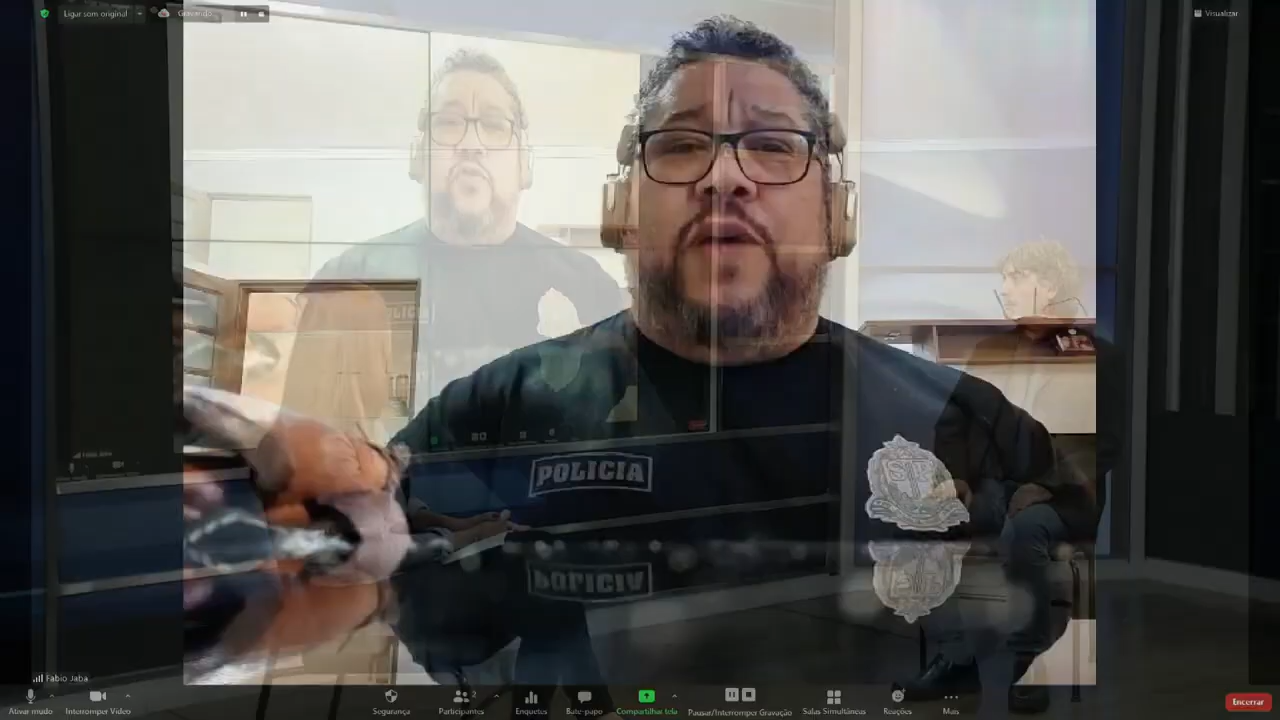 Ligar som original
Gravando...
Visualizar
POLICIA
SP
POLICIA
Fabio Jaba
Ativar mudo
Interromper Vídeo
Segurança
Participantes
2
Enquetes
Bate-papo
Compartilhar tela
Pausar/Interromper Gravação
Salas Simultâneas
Reações
Mais
Encerrar